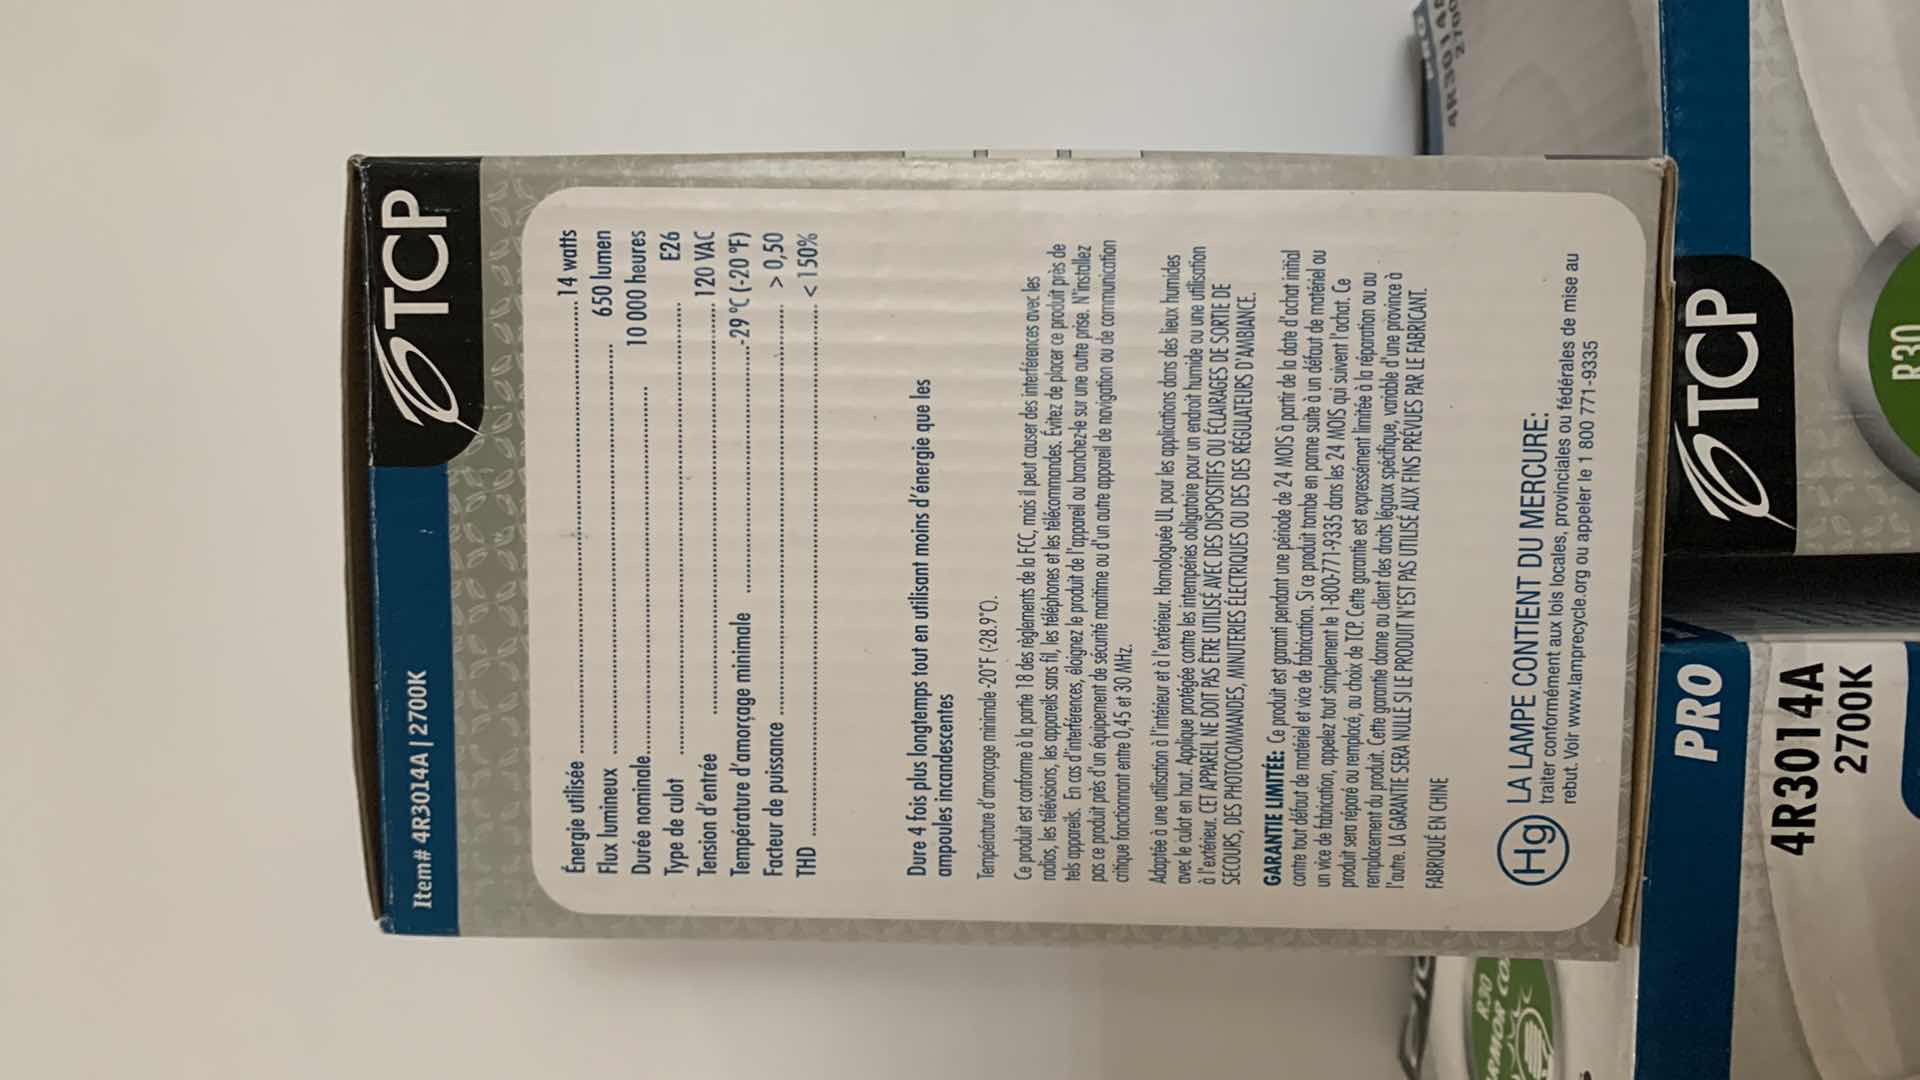 Item# 4R3014A | 2700K
TCP
Énergie utilisée 14 watts
Flux lumineux 650 lumen
Durée nominale 10 000 heures
Type de culot E26
Tension d'entrée 120 VAC
Température d'amorçage minimale -29 °C (-20 °F)
Facteur de puissance > 0,50
THD < 150%
Dure 4 fois plus longtemps tout en utilisant moins d'énergie que les
ampoules incandescentes
Température d'amorçage minimale -20°F (-28.9°C).
Ce produit est conforme à la partie 18 des règlements de la FCC, mais il peut causer des interférences avec les
radios, les télévisions, les appareils sans fil, les téléphones et les télécommandes. Évitez de placer ce produit près de
tels appareils. En cas d'interférences, éloignez le produit de l'appareil ou branchez-le sur une autre prise. N'installez
pas ce produit près d'un équipement de sécurité maritime ou d'un autre appareil de navigation ou de communication
critique fonctionnant entre 0,45 et 30 MHz.
Adaptée à une utilisation à l'intérieur et à l'extérieur. Homologuée UL pour les applications dans des lieux humides
avec le culot en haut. Applique protégée contre les intempéries obligatoire pour un endroit humide ou une utilisation
à l'extérieur. CET APPAREIL NE DOIT PAS ÊTRE UTILISÉ AVEC DES DISPOSITIFS OU ÉCLAIRAGES DE SORTIE DE
SECOURS, DES PHOTOCOMMANDES, MINUTERIES ÉLECTRIQUES OU DES RÉGULATEURS D'AMBIANCE.
GARANTIE LIMITÉE: Ce produit est garanti pendant une période de 24 MOIS à partir de la date d'achat initial
contre tout défaut de matériel et vice de fabrication. Si ce produit tombe en panne suite à un défaut de matériel ou
un vice de fabrication, appelez tout simplement le 1-800-771-9335 dans les 24 MOIS qui suivent l'achat. Ce
produit sera réparé ou remplacé, au choix de TCP. Cette garantie est expressément limitée à la réparation ou au
remplacement du produit. Cette garantie donne au client des droits légaux spécifique, variable d'une province à
l'autre. LA GARANTIE SERA NULLE SI LE PRODUIT N'EST PAS UTILISÉ AUX FINS PRÉVUES PAR LE FABRICANT.
FABRIQUÉ EN CHINE
Hg LA LAMPE CONTIENT DU MERCURE:
traiter conformément aux lois locales, provinciales ou fédérales de mise au
rebut. Voir www.lamprecycle.org ou appeler le 1 800 771-9335
PRO
TCP
4R3014A
2700K
R30
R30